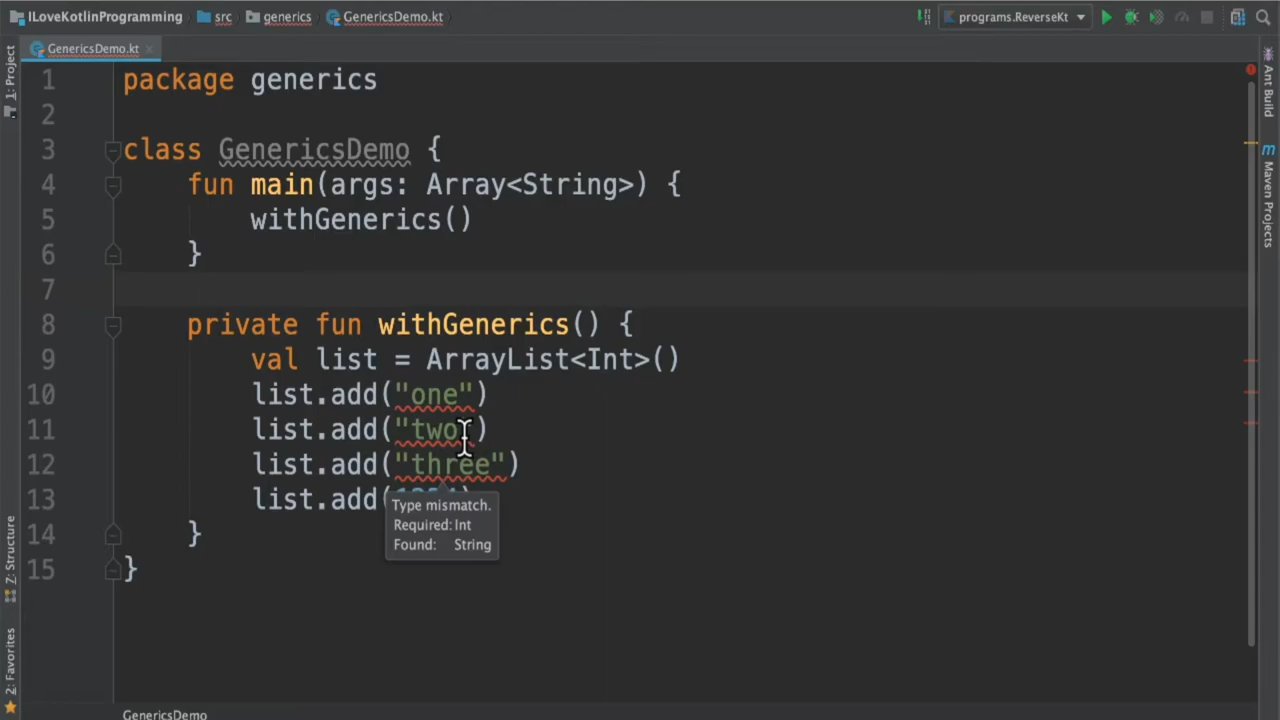 ILoveKotlinProgramming src generics GenericsDemo.kt programs.ReverseKt
GenericsDemo.kt
1: Project
Ant Build
Maven Projects
1 package generics
2
3 class GenericsDemo {
4 fun main(args: Array<String>) {
5 withGenerics()
6 }
7
8 private fun withGenerics() {
9 val list = ArrayList<Int>()
10 list.add("one")
11 list.add("two")
12 list.add("three")
13 list.add(
14 }
15 }
Type mismatch.
Required: Int
Found: String
Z: Structure
2: Favorites
GenericsDemo